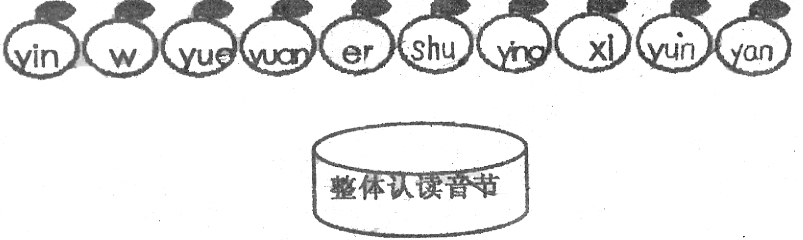 yin w yue yuan er shu ying xi yun yan
整体认读音节